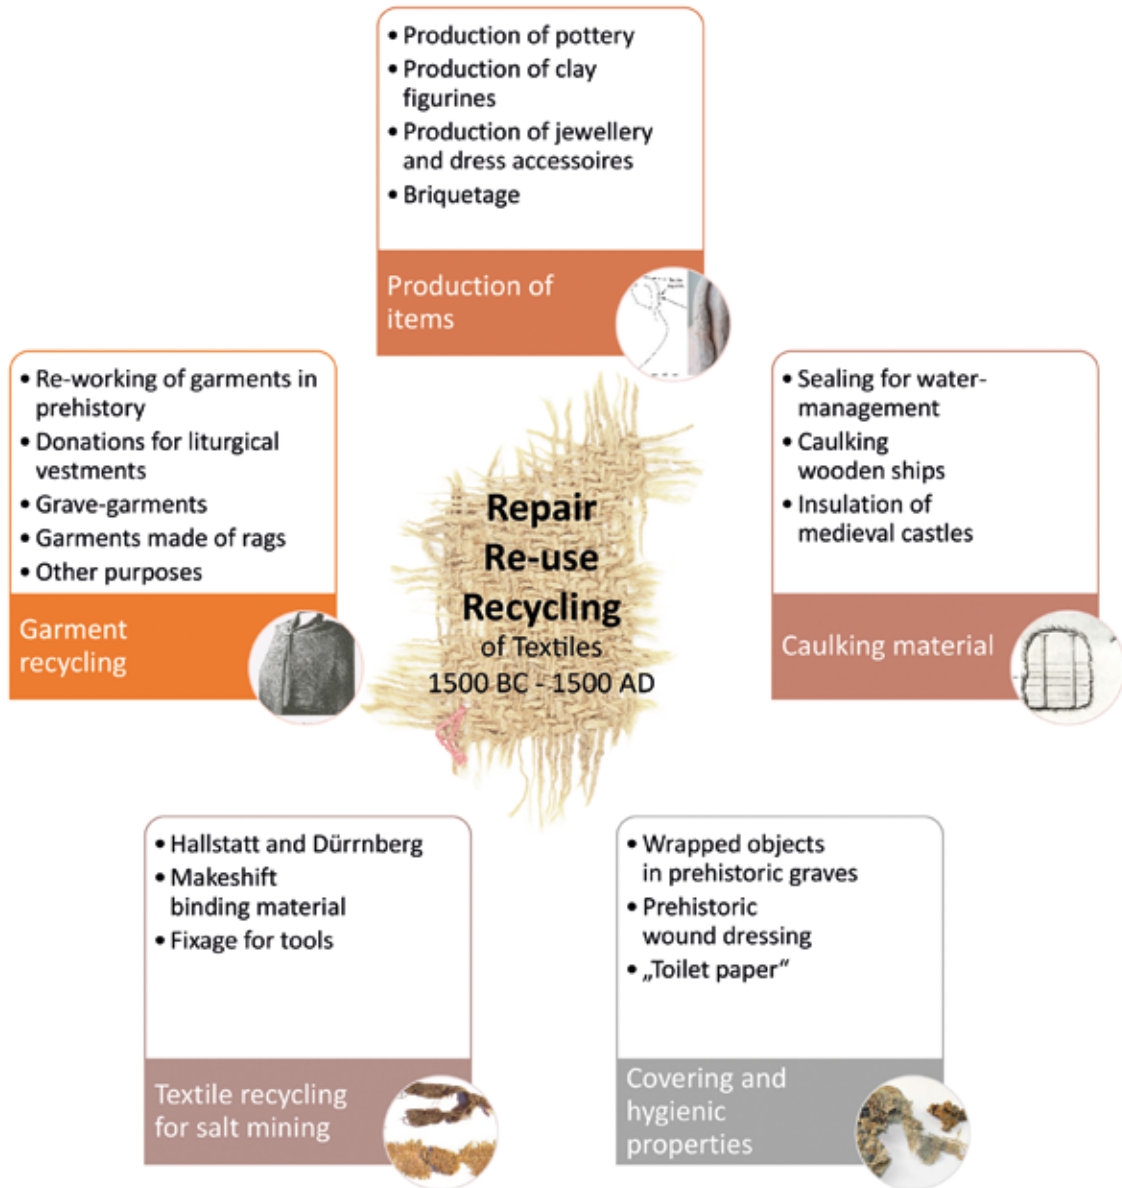 • Production of pottery
• Production of clay
figurines
• Production of jewellery
and dress accessoires
• Briquetage
Production of
items
• Re-working of garments in
prehistory
• Donations for liturgical
vestments
• Grave-garments
• Garments made of rags
• Other purposes
Garment
recycling
Repair
Re-use
Recycling
of Textiles
1500 BC - 1500 AD
• Sealing for water-
management
• Caulking
wooden ships
• Insulation of
medieval castles
Caulking material
• Hallstatt and Dürrnberg
• Makeshift
binding material
• Fixage for tools
Textile recycling
for salt mining
• Wrapped objects
in prehistoric graves
• Prehistoric
wound dressing
• „Toilet paper“
Covering and
hygienic
properties